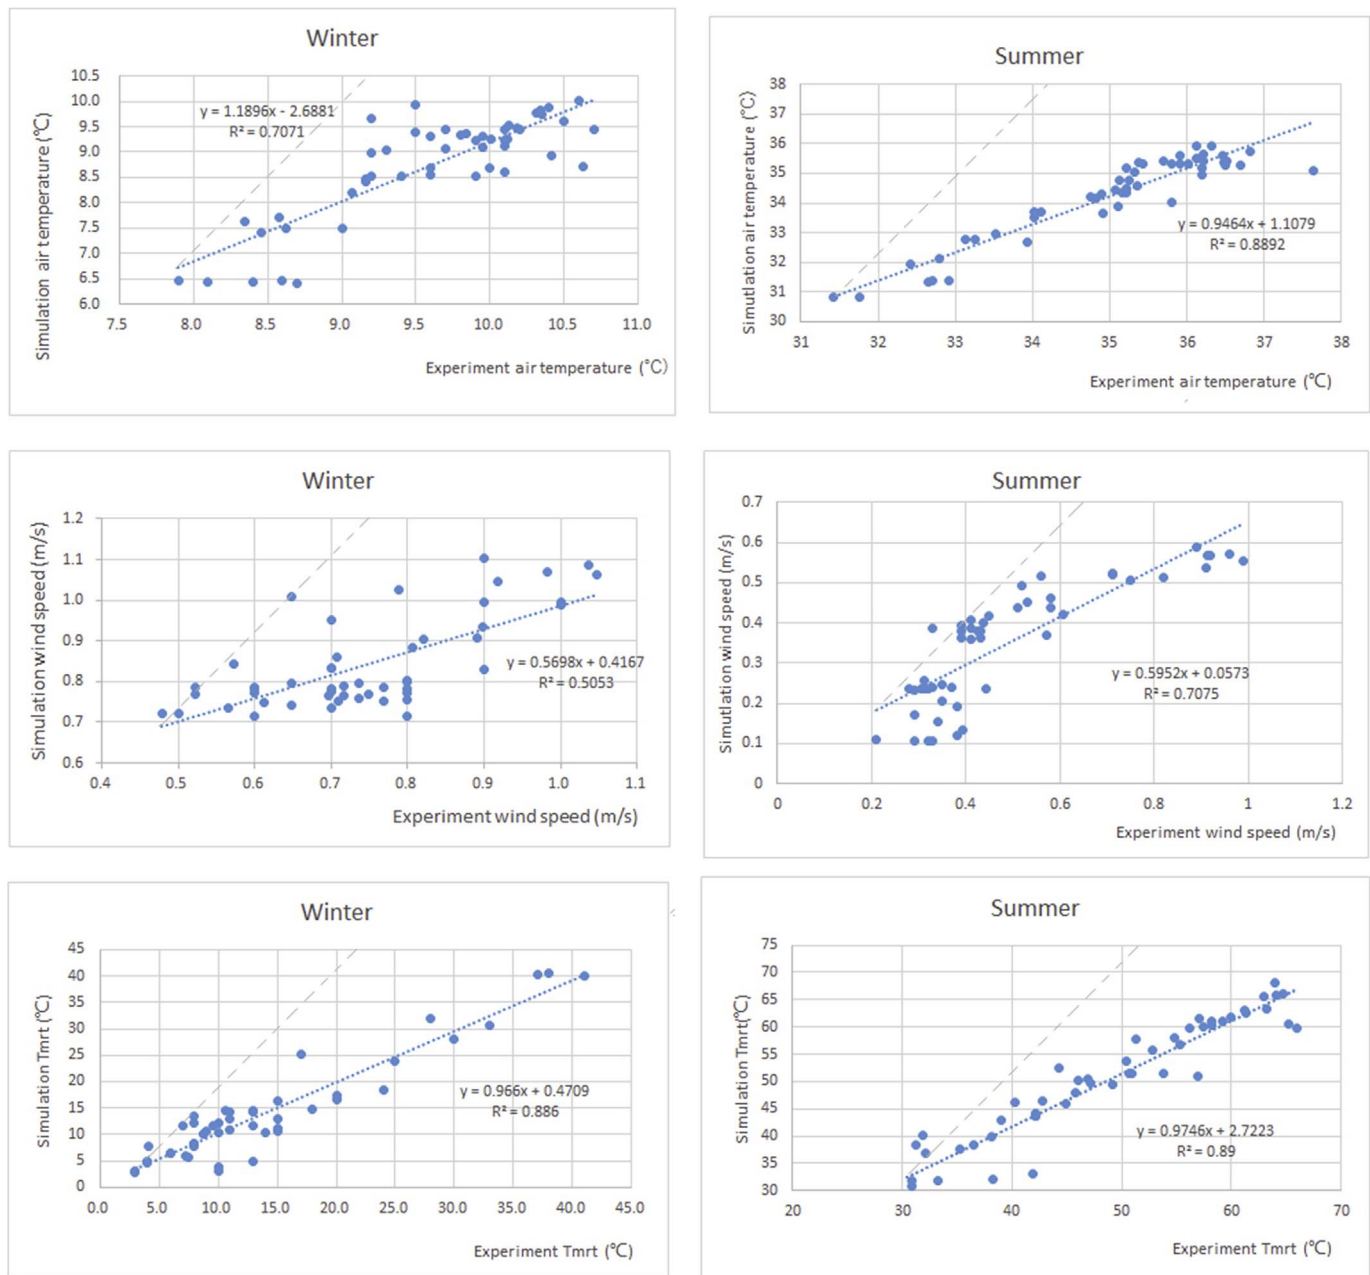 Winter
Simulation air temperature (℃)
10.5
10.0
9.5
9.0
8.5
8.0
7.5
7.0
6.5
6.0
y = 1.1896x - 2.6881
R² = 0.7071
7.5 8.0 8.5 9.0 9.5 10.0 10.5 11.0
Experiment air temperature (℃)
Summer
Simutlation air temperature (℃)
38
37
36
35
34
33
32
31
30
y = 0.9464x + 1.1079
R² = 0.8892
31 32 33 34 35 36 37 38
Experiment air temperature (℃)
Winter
Simulation wind speed (m/s)
1.2
1.1
1.0
0.9
0.8
0.7
0.6
y = 0.5698x + 0.4167
R² = 0.5053
0.4 0.5 0.6 0.7 0.8 0.9 1.0 1.1
Experiment wind speed (m/s)
Summer
Simutlation wind speed (m/s)
0.7
0.6
0.5
0.4
0.3
0.2
0.1
0
y = 0.5952x + 0.0573
R² = 0.7075
0 0.2 0.4 0.6 0.8 1 1.2
Experiment wind speed (m/s)
Winter
Simulation Tmrt (℃)
45
40
35
30
25
20
15
10
5
0
y = 0.966x + 0.4709
R² = 0.886
0.0 5.0 10.0 15.0 20.0 25.0 30.0 35.0 40.0 45.0
Experiment Tmrt (℃)
Summer
Simulation Tmrt(℃)
75
70
65
60
55
50
45
40
35
30
y = 0.9746x + 2.7223
R² = 0.89
20 30 40 50 60 70
Experiment Tmrt (℃)